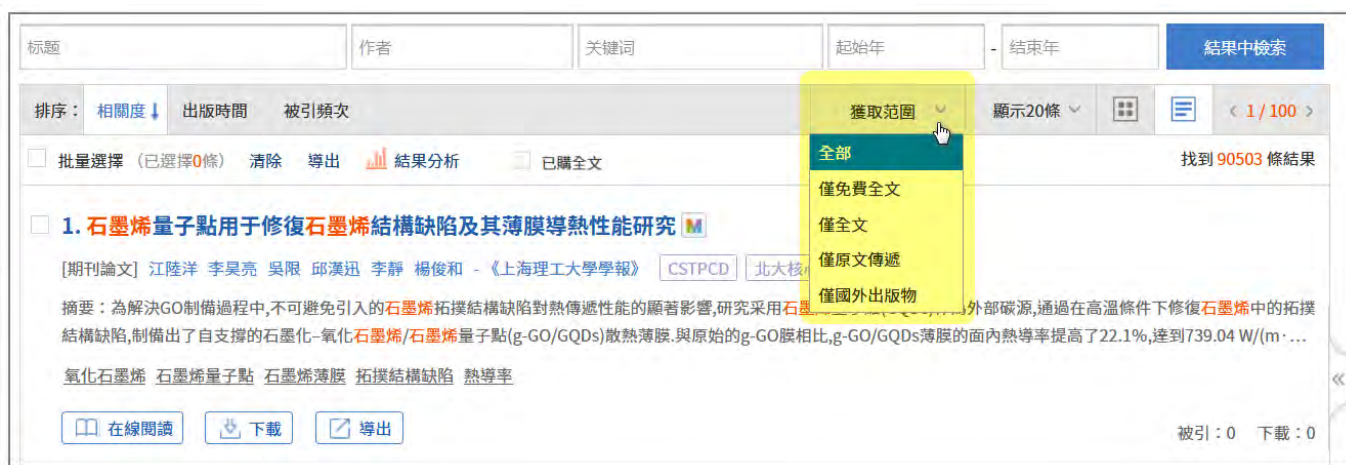 标题 作者 关键词 起始年 - 结束年 結果中檢索
排序： 相關度↓ 出版時間 被引頻次 獲取范圍 顯示20條 < 1 / 100 >
批量選擇 （已選擇0條） 清除 導出 結果分析 已購全文 找到 90503 條結果
全部
僅免費全文
僅全文
僅原文傳遞
僅國外出版物
1. 石墨烯量子點用于修復石墨烯結構缺陷及其薄膜導熱性能研究 M
[期刊論文] 江陸洋 李昊亮 吳限 邱漢迅 李靜 楊俊和 - 《上海理工大學學報》 CSTPCD 北大核
摘要：為解決GO制備過程中,不可避免引入的石墨烯拓撲結構缺陷對熱傳遞性能的顯著影響,研究采用石墨 外部碳源,通過在高溫條件下修復石墨烯中的拓撲
結構缺陷,制備出了自支撐的石墨化–氧化石墨烯/石墨烯量子點(g-GO/GQDs)散熱薄膜.與原始的g-GO膜相比,g-GO/GQDs薄膜的面內熱導率提高了22.1%,達到739.04 W/(m·…
氧化石墨烯 石墨烯量子點 石墨烯薄膜 拓撲結構缺陷 熱導率
在線閱讀 下載 導出 被引：0 下載：0